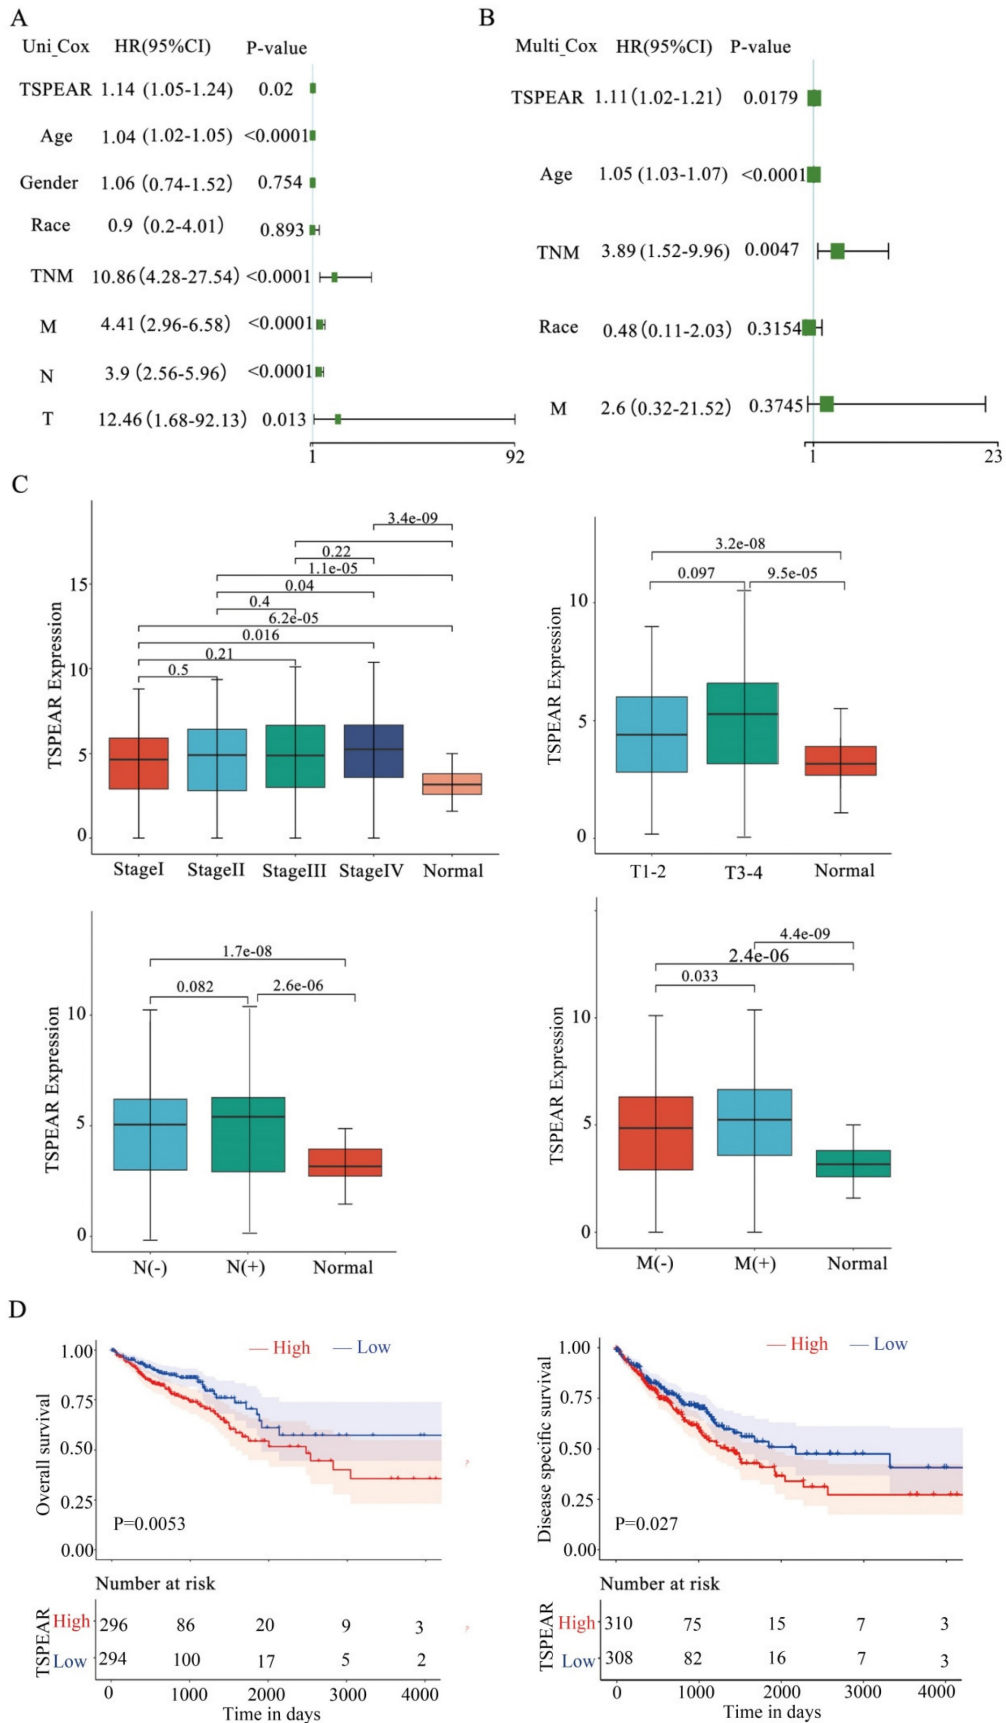 A
Uni_Cox HR(95%CI) P-value
TSPEAR 1.14 (1.05-1.24) 0.02
Age 1.04 (1.02-1.05) <0.0001
Gender 1.06 (0.74-1.52) 0.754
Race 0.9 (0.2-4.01) 0.893
TNM 10.86 (4.28-27.54) <0.0001
M 4.41 (2.96-6.58) <0.0001
N 3.9 (2.56-5.96) <0.0001
T 12.46 (1.68-92.13) 0.013
1 92
B
Multi_Cox HR(95%CI) P-value
TSPEAR 1.11 (1.02-1.21) 0.0179
Age 1.05 (1.03-1.07) <0.0001
TNM 3.89 (1.52-9.96) 0.0047
Race 0.48 (0.11-2.03) 0.3154
M 2.6 (0.32-21.52) 0.3745
1 23
C
TSPEAR Expression
15
10
5
0
3.4e-09
0.22
1.1e-05
0.04
0.4
6.2e-05
0.016
0.21
0.5
StageI StageII StageIII StageIV Normal
TSPEAR Expression
10
5
0
3.2e-08
0.097 9.5e-05
T1-2 T3-4 Normal
TSPEAR Expression
10
5
0
1.7e-08
0.082 2.6e-06
N(-) N(+) Normal
TSPEAR Expression
10
5
0
4.4e-09
2.4e-06
0.033
M(-) M(+) Normal
D
Overall survival
1.00
0.75
0.50
0.25
0.00
High Low
P=0.0053
Number at risk
TSPEAR
High 296 86 20 9 3
Low 294 100 17 5 2
0 1000 2000 3000 4000
Time in days
Disease specific survival
1.00
0.75
0.50
0.25
0.00
High Low
P=0.027
Number at risk
TSPEAR
High 310 75 15 7 3
Low 308 82 16 7 3
0 1000 2000 3000 4000
Time in days